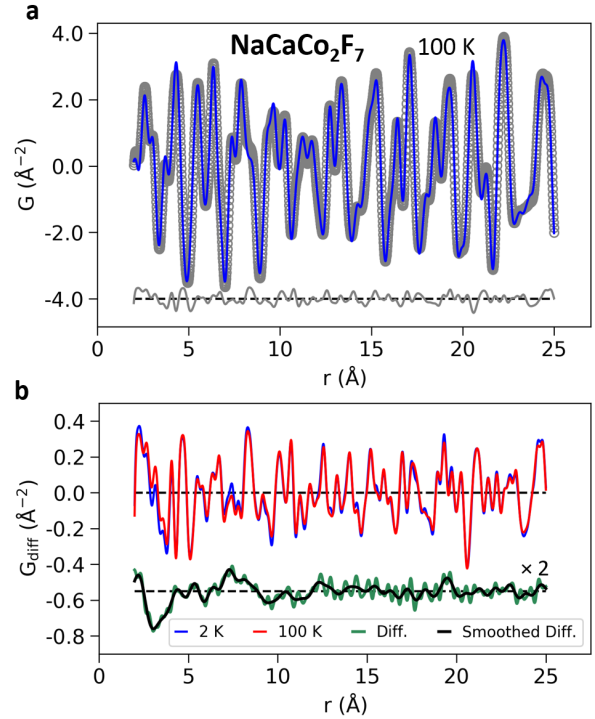 a
NaCaCo₂F₇ 100 K
4.0
2.0
0.0
-2.0
-4.0
G (Å⁻²)
0 5 10 15 20 25
r (Å)
b
0.4
0.2
0.0
-0.2
-0.4
-0.6
-0.8
G_diff (Å⁻²)
× 2
2 K 100 K Diff. Smoothed Diff.
0 5 10 15 20 25
r (Å)